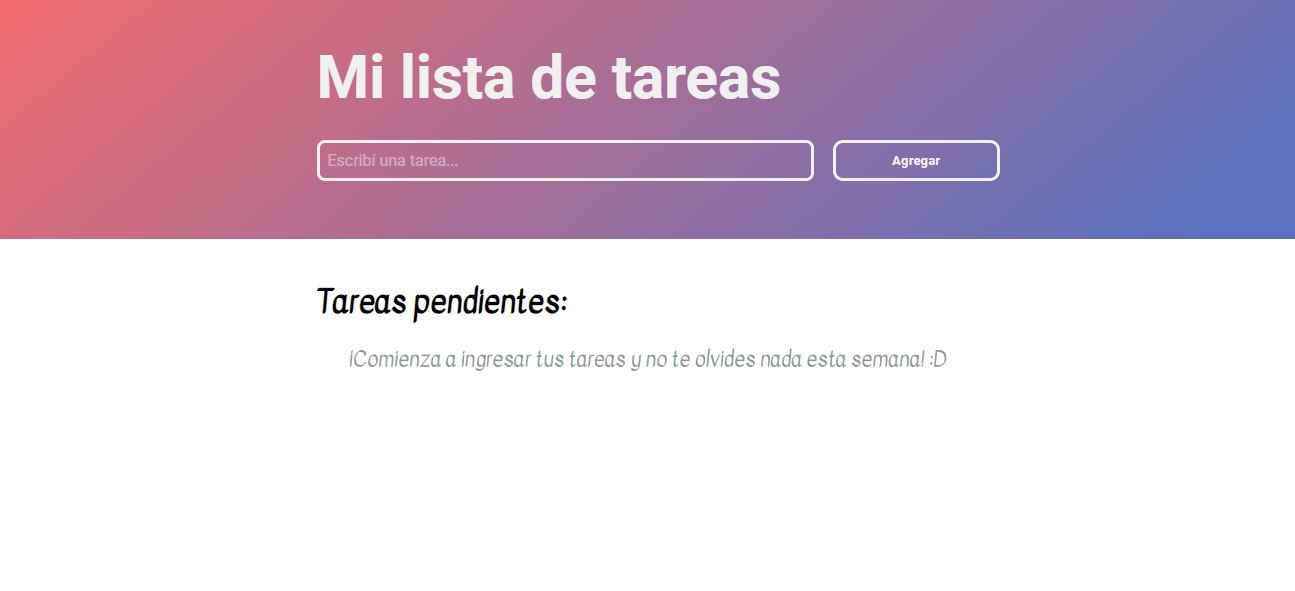 Mi lista de tareas
Escribí una tarea...
Agregar
Tareas pendientes:
¡Comienza a ingresar tus tareas y no te olvides nada esta semana! :D